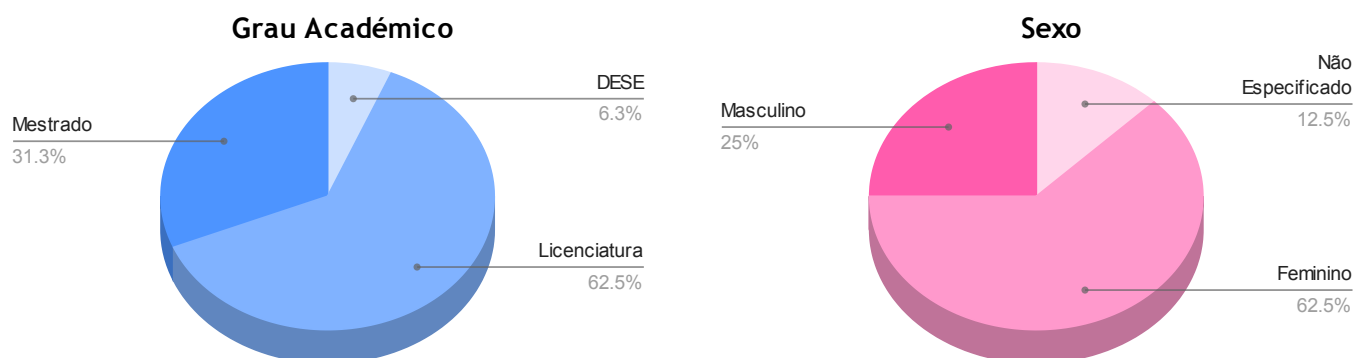 Grau Académico
DESE
6.3%
Mestrado
31.3%
Licenciatura
62.5%
Sexo
Não
Especificado
12.5%
Masculino
25%
Feminino
62.5%